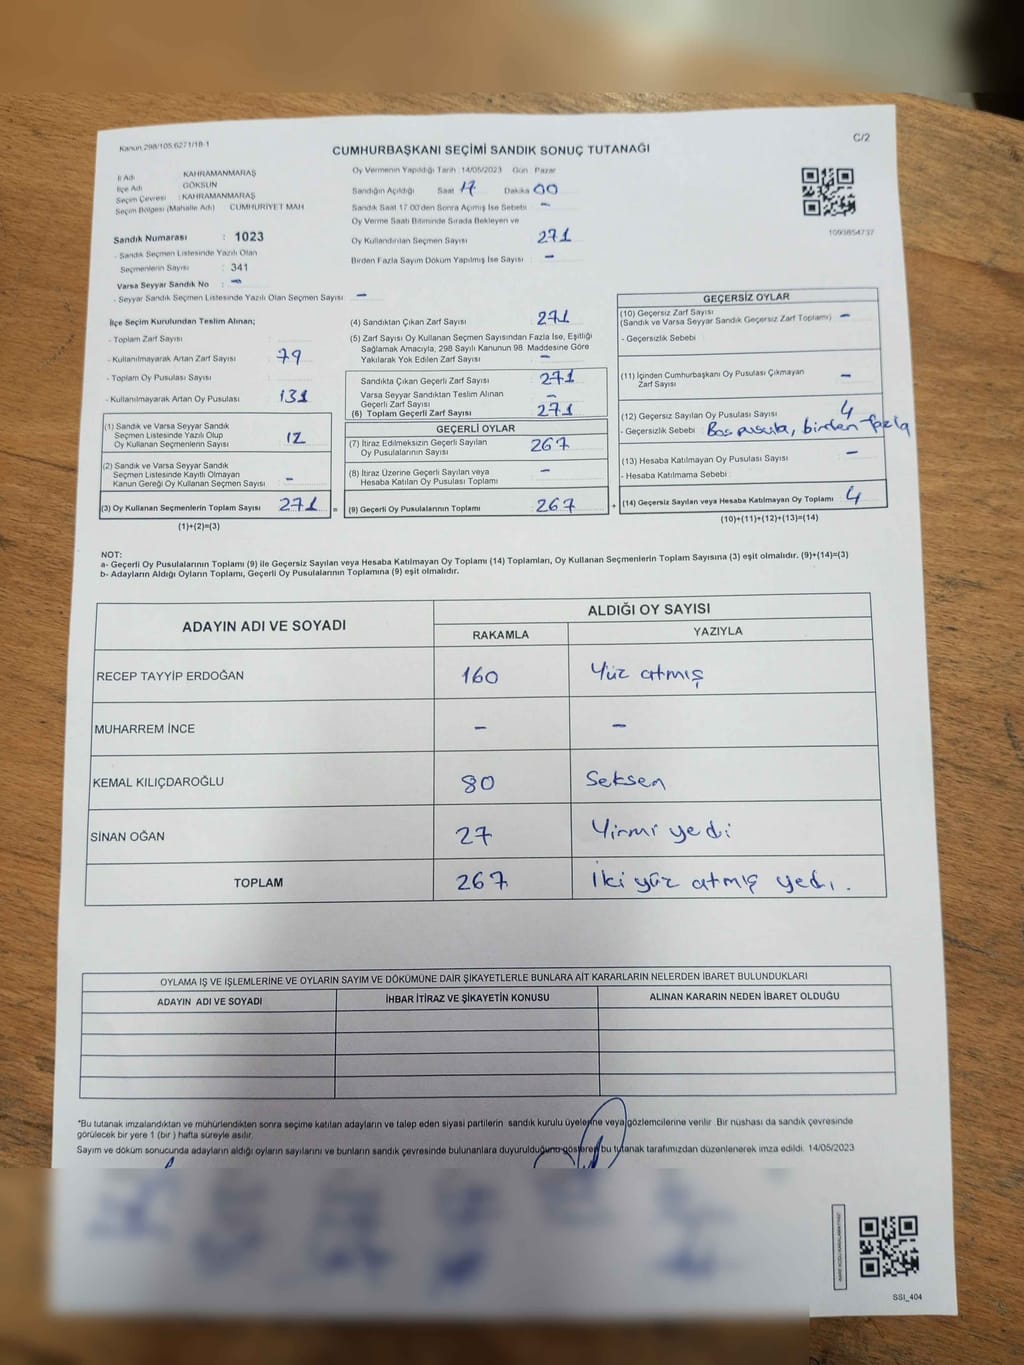 Kanun 298/105,6271/18-1
C/2
CUMHURBAŞKANI SEÇİMİ SANDIK SONUÇ TUTANAĞI
İl Adı KAHRAMANMARAŞ
İlçe Adı GÖKSUN
Seçim Çevresi : KAHRAMANMARAŞ
Seçim Bölgesi (Mahalle Adı) CUMHURİYET MAH
Sandık Numarası : 1023
- Sandık Seçmen Listesinde Yazılı Olan
Seçmenlerin Sayısı : 341
Varsa Seyyar Sandık No : -
- Seyyar Sandık Seçmen Listesinde Yazılı Olan Seçmen Sayısı: -
Oy Vermenin Yapıldığı Tarih : 14/05/2023 Gün : Pazar
Sandığın Açıldığı Saat 17 Dakika 00
Sandık Saat 17:00'den Sonra Açmış İse Sebebi : -
Oy Verme Saati Bitiminde Sırada Bekleyen ve
Oy Kullandırılan Seçmen Sayısı 271
Birden Fazla Sayım Döküm Yapılmış İse Sayısı : -
1093854737
İlçe Seçim Kurulundan Teslim Alınan;
- Toplam Zarf Sayısı :
- Kullanılmayarak Artan Zarf Sayısı : 79
- Toplam Oy Pusulası Sayısı :
- Kullanılmayarak Artan Oy Pusulası : 131
(1) Sandık ve Varsa Seyyar Sandık
Seçmen Listesinde Yazılı Olup
Oy Kullanan Seçmenlerin Sayısı 12
(2) Sandık ve Varsa Seyyar Sandık
Seçmen Listesinde Kayıtlı Olmayan
Kanun Gereği Oy Kullanan Seçmen Sayısı -
(3) Oy Kullanan Seçmenlerin Toplam Sayısı 271
(1)+(2)=(3)
(4) Sandıktan Çıkan Zarf Sayısı 271
(5) Zarf Sayısı Oy Kullanan Seçmen Sayısından Fazla İse, Eşitliği
Sağlamak Amacıyla, 298 Sayılı Kanunun 98. Maddesine Göre
Yakılarak Yok Edilen Zarf Sayısı -
Sandıkta Çıkan Geçerli Zarf Sayısı 271
Varsa Seyyar Sandıktan Teslim Alınan
Geçerli Zarf Sayısı -
(6) Toplam Geçerli Zarf Sayısı 271
GEÇERLİ OYLAR
(7) İtiraz Edilmeksizin Geçerli Sayılan
Oy Pusulalarının Sayısı 267
(8) İtiraz Üzerine Geçerli Sayılan veya
Hesaba Katılan Oy Pusulası Toplamı -
= (9) Geçerli Oy Pusulalarının Toplamı 267 +
GEÇERSİZ OYLAR
(10) Geçersiz Zarf Sayısı
(Sandık ve Varsa Seyyar Sandık Geçersiz Zarf Toplamı) -
- Geçersizlik Sebebi
(11) İçinden Cumhurbaşkanı Oy Pusulası Çıkmayan
Zarf Sayısı -
(12) Geçersiz Sayılan Oy Pusulası Sayısı 4
- Geçersizlik Sebebi Boş pusula, birden fazla
(13) Hesaba Katılmayan Oy Pusulası Sayısı -
- Hesaba Katılmama Sebebi
(14) Geçersiz Sayılan veya Hesaba Katılmayan Oy Toplamı 4
(10)+(11)+(12)+(13)=(14)
NOT:
a- Geçerli Oy Pusulalarının Toplamı (9) ile Geçersiz Sayılan veya Hesaba Katılmayan Oy Toplamı (14) Toplamları, Oy Kullanan Seçmenlerin Toplam Sayısına (3) eşit olmalıdır. (9)+(14)=(3)
b- Adayların Aldığı Oyların Toplamı, Geçerli Oy Pusulalarının Toplamına (9) eşit olmalıdır.
ADAYIN ADI VE SOYADI ALDIĞI OY SAYISI
RAKAMLA YAZIYLA
RECEP TAYYİP ERDOĞAN 160 Yüz atmış
MUHARREM İNCE - -
KEMAL KILIÇDAROĞLU 80 Seksen
SİNAN OĞAN 27 Yirmi yedi
TOPLAM 267 İki yüz atmış yedi.
OYLAMA İŞ VE İŞLEMLERİNE VE OYLARIN SAYIM VE DÖKÜMÜNE DAİR ŞİKAYETLERLE BUNLARA AİT KARARLARIN NELERDEN İBARET BULUNDUKLARI
ADAYIN ADI VE SOYADI İHBAR İTİRAZ VE ŞİKAYETİN KONUSU ALINAN KARARIN NEDEN İBARET OLDUĞU
*Bu tutanak imzalandıktan ve mühürlendikten sonra seçime katılan adayların ve talep eden siyasi partilerin sandık kurulu üyelerine veya gözlemcilerine verilir. Bir nüshası da sandık çevresinde
görülecek bir yere 1 (bir ) hafta süreyle asılır.
Sayım ve döküm sonucunda adayların aldığı oyların sayılarını ve bunların sandık çevresinde bulunanlara duyurulduğunu gösteren bu tutanak tarafımızdan düzenlenerek imza edildi. 14/05/2023
SSI_404